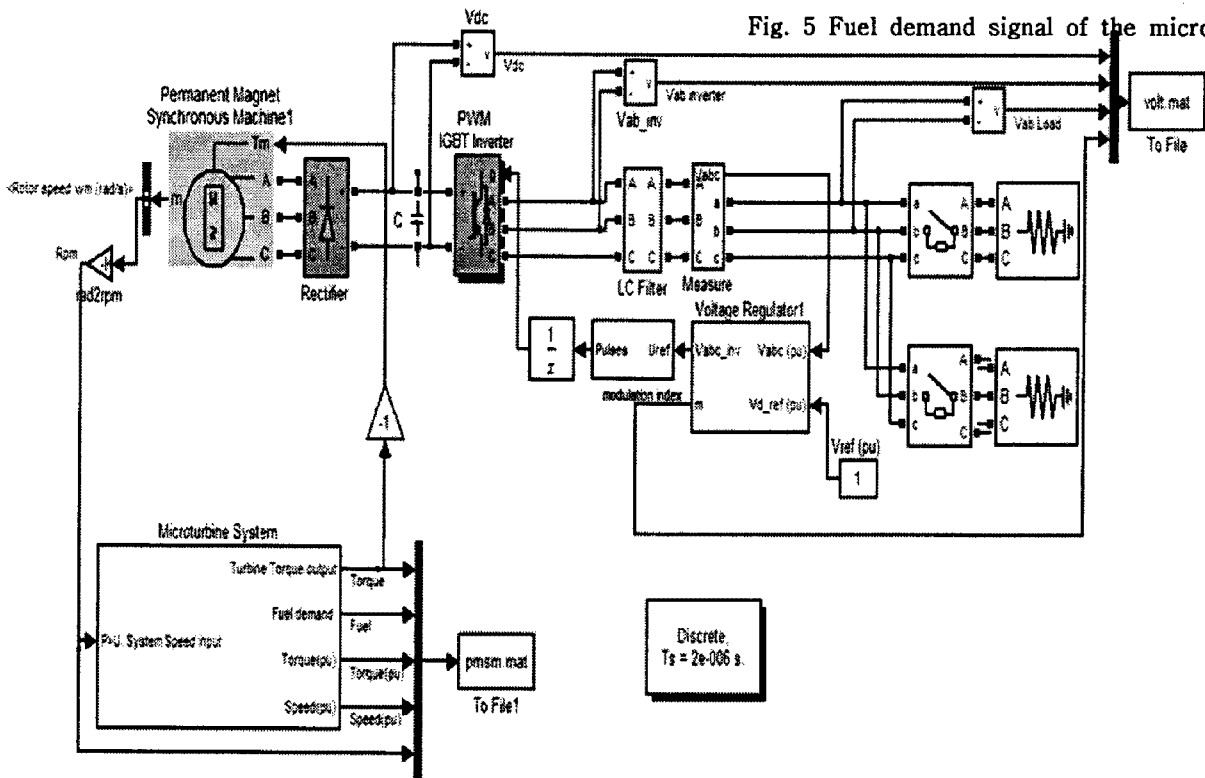 Fig. 5 Fuel demand signal of the micro
Vdc
+
-
v
Vdc
+
-
v
Vab inverter
Vab_inv
+
-
v
Vab Load
volt.mat
To File
Permanent Magnet
Synchronous Machine1
Tm
m
A
B
C
N
<Rotor speed wm (rad/s)>
Rpm
rad2rpm
A
B
C
+
-
Rectifier
C
PWM
IGBT Inverter
g
A
B
C
+
-
A
B
C
A
B
C
LC Filter
Vabc
A
B
C
a
b
c
Measure
a
b
c
A
B
C
A
B
C
a
b
c
A
B
C
A
B
C
Voltage Regulator1
Vabc_inv
Vabc (pu)
m
Vd_ref (pu)
Pulses
Uref
modulation index
1
z
Vref (pu)
1
-1
Microturbine System
Turbine Torque output
Torque
Fuel demand
Fuel
P.U. System Speed input
Torque(pu)
Torque(pu)
Speed(pu)
Speed(pu)
pmsm.mat
To File1
Discrete,
Ts = 2e-006 s.